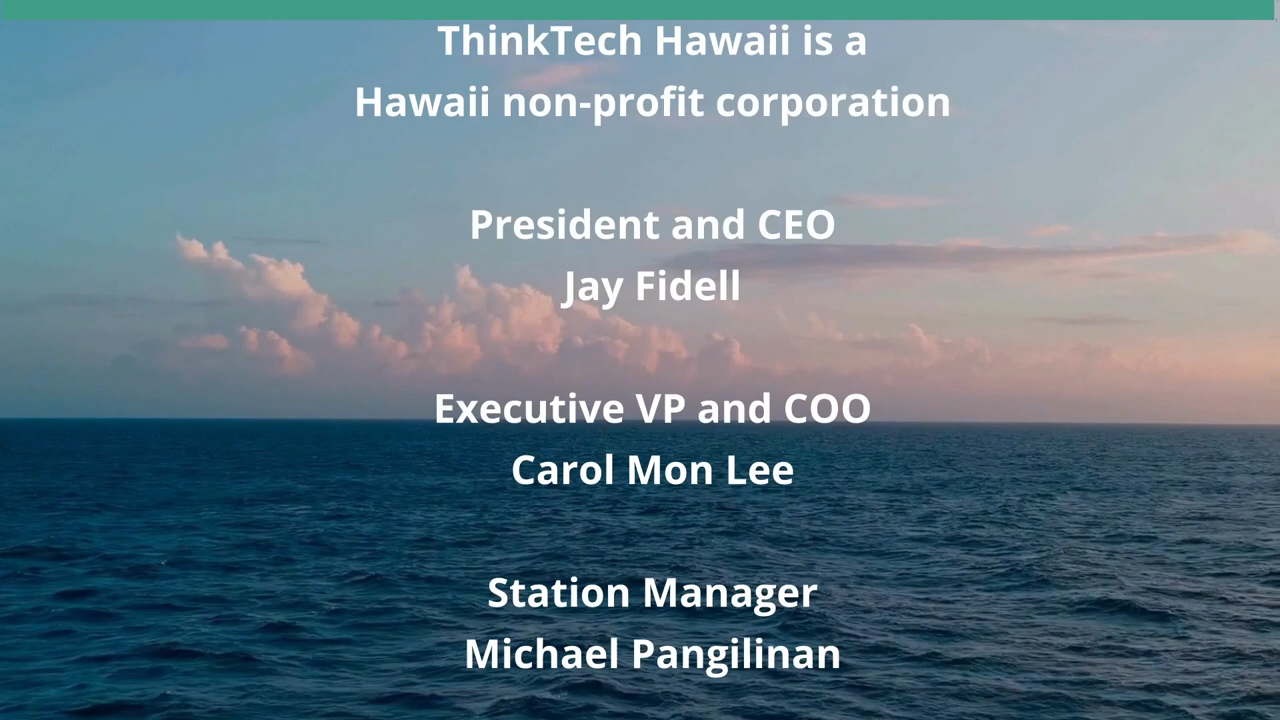 ThinkTech Hawaii is a
Hawaii non-profit corporation
President and CEO
Jay Fidell
Executive VP and COO
Carol Mon Lee
Station Manager
Michael Pangilinan